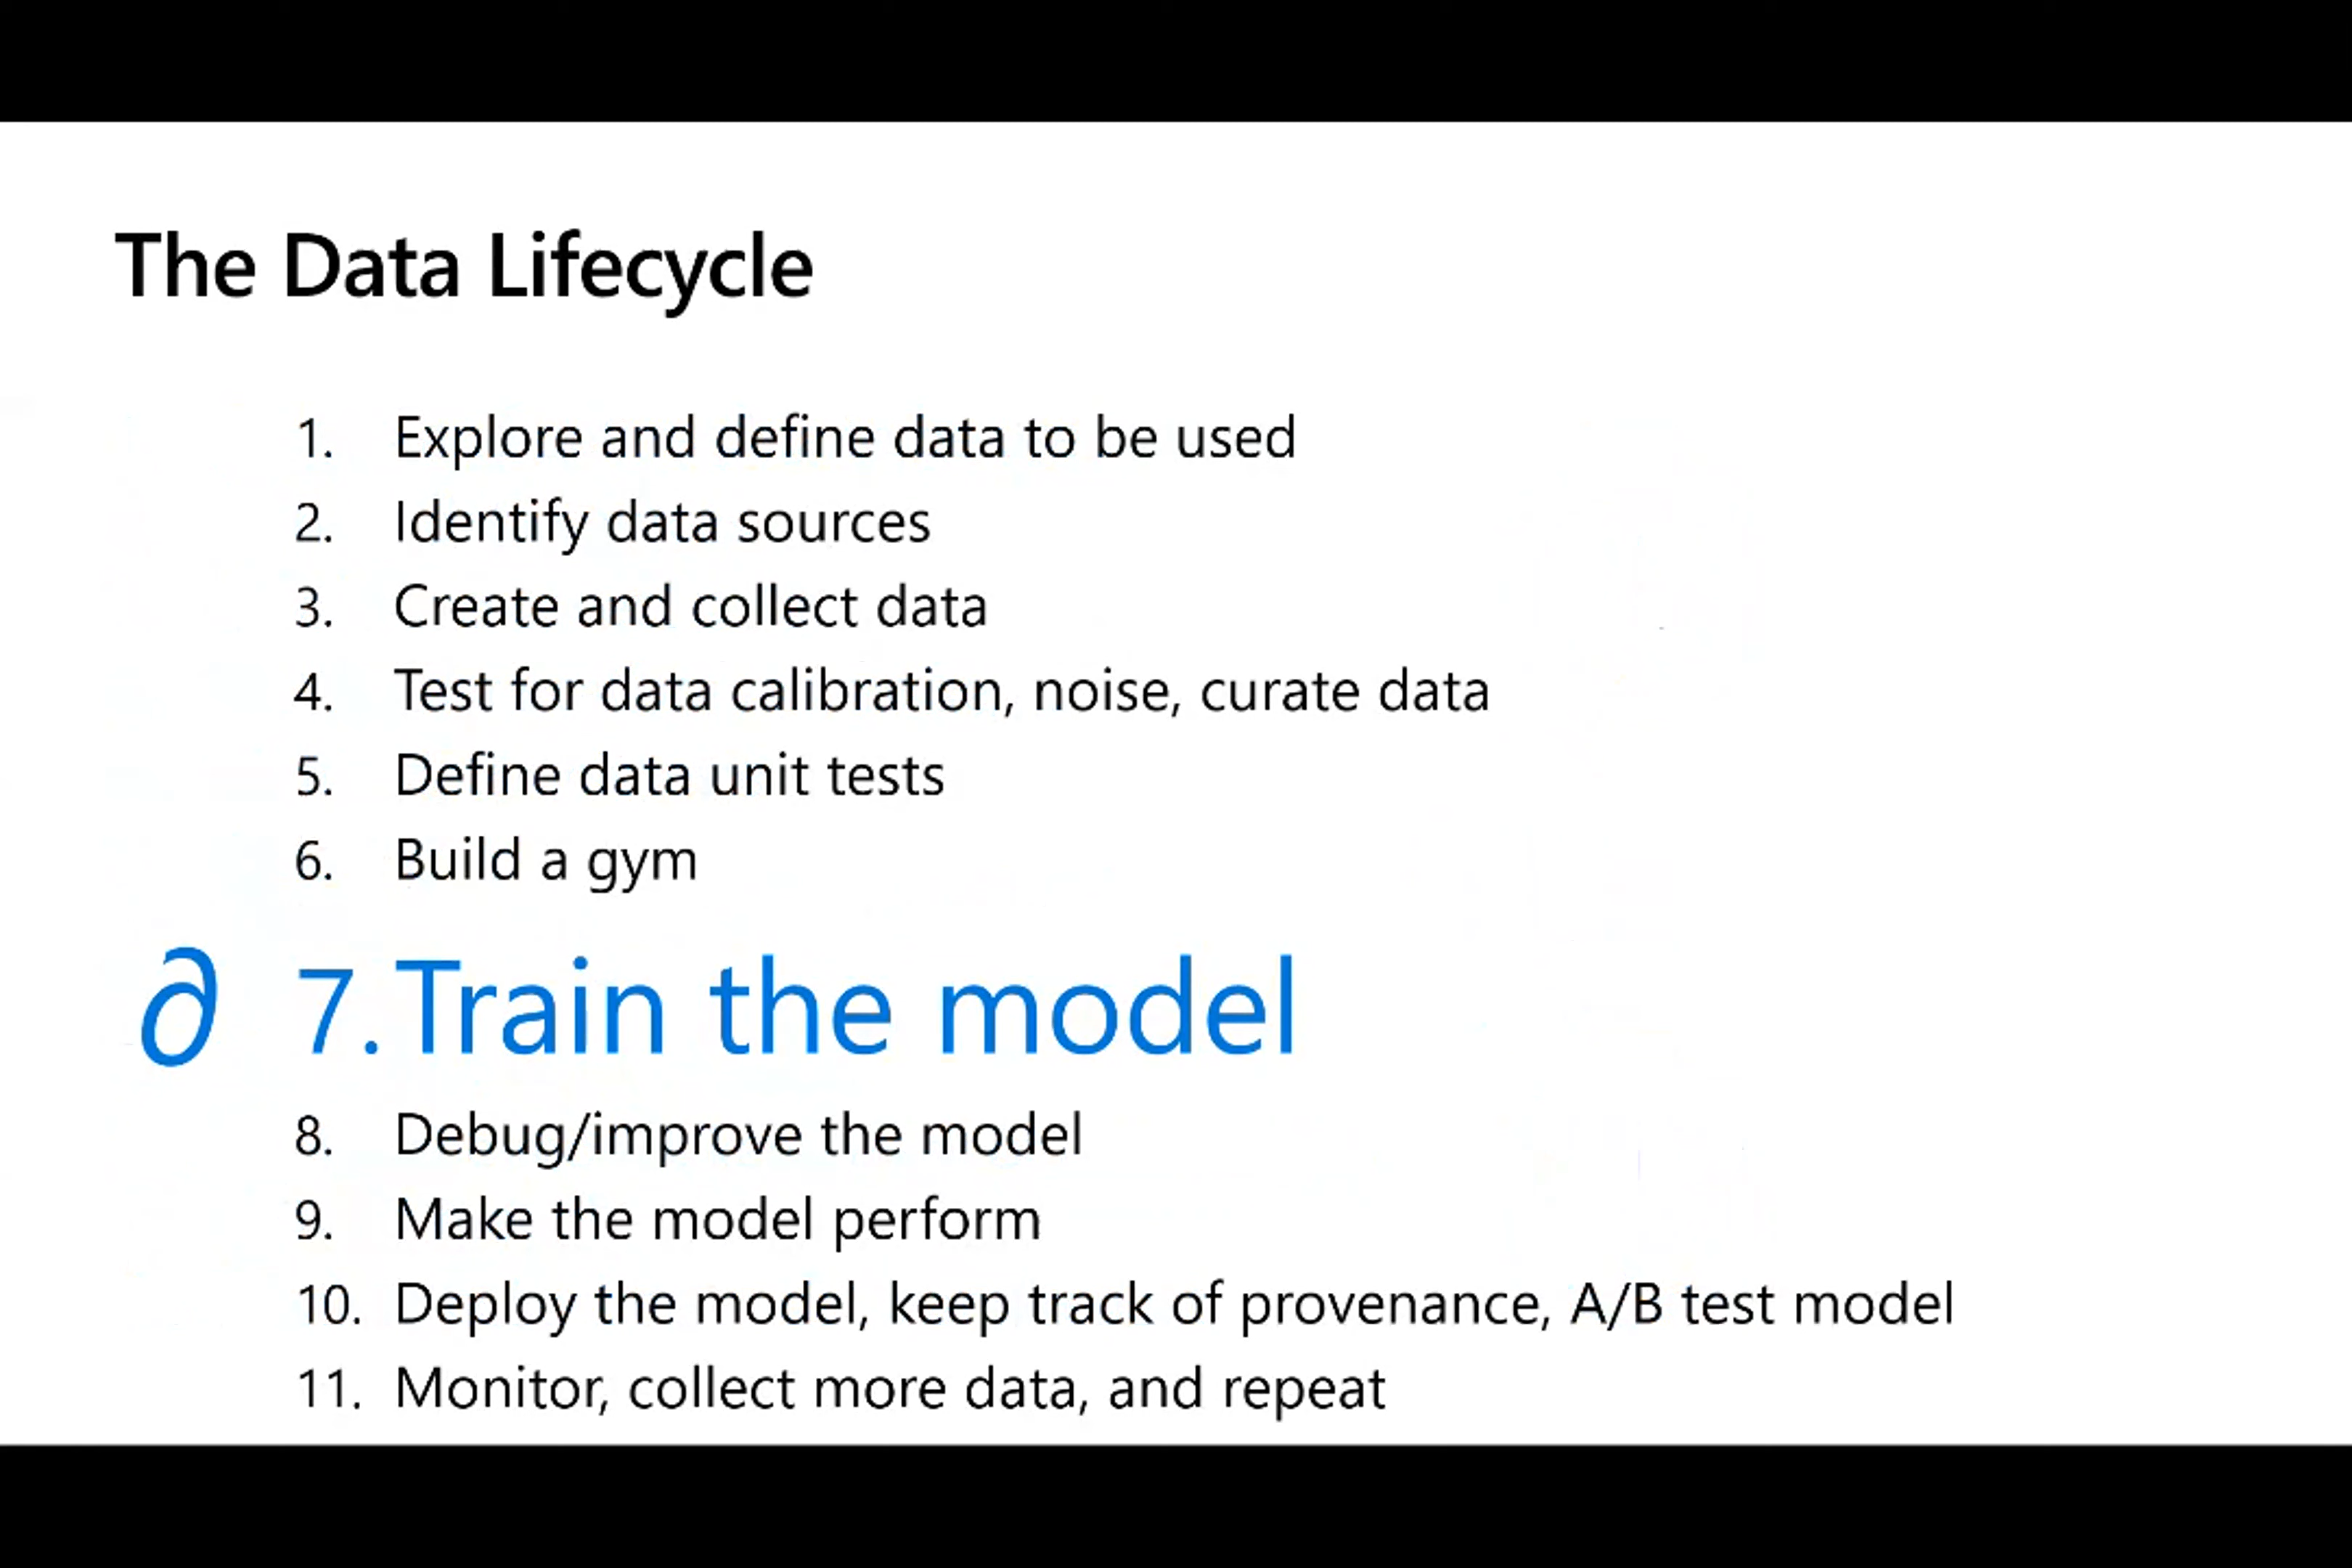 The Data Lifecycle
1. Explore and define data to be used
2. Identify data sources
3. Create and collect data
4. Test for data calibration, noise, curate data
5. Define data unit tests
6. Build a gym
∂ 7. Train the model
8. Debug/improve the model
9. Make the model perform
10. Deploy the model, keep track of provenance, A/B test model
11. Monitor, collect more data, and repeat